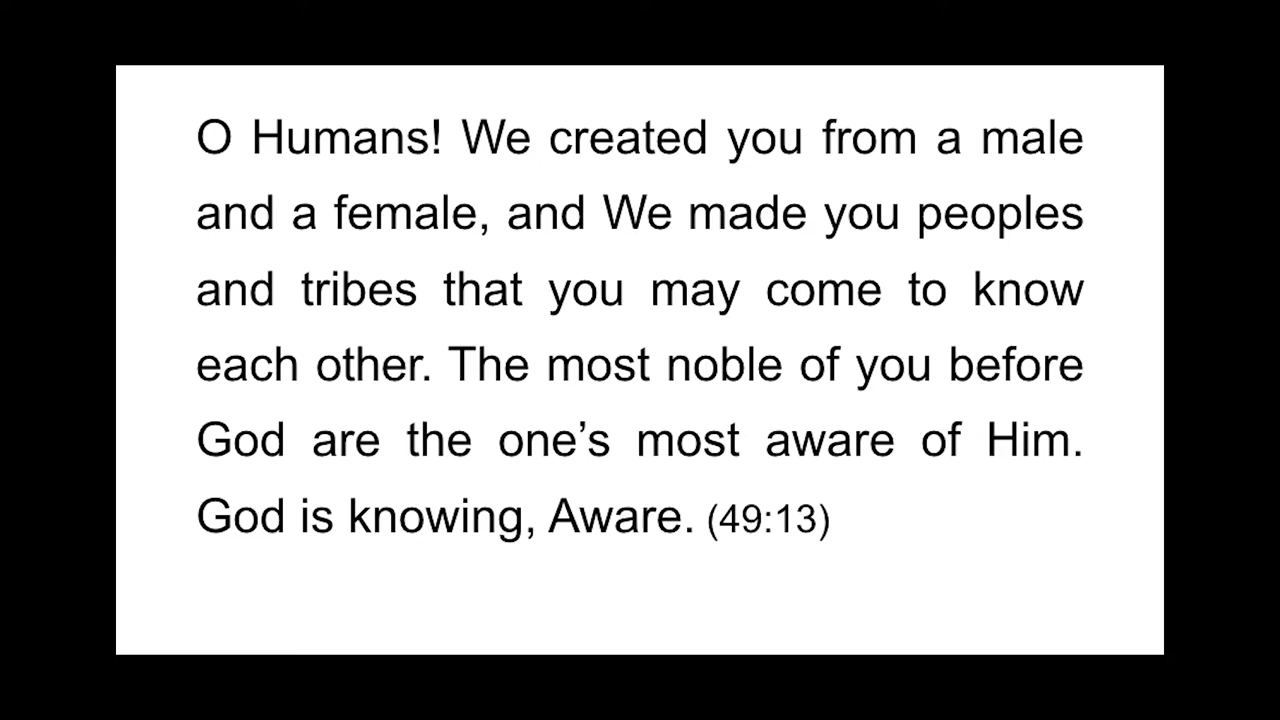 O Humans! We created you from a male
and a female, and We made you peoples
and tribes that you may come to know
each other. The most noble of you before
God are the one’s most aware of Him.
God is knowing, Aware. (49:13)